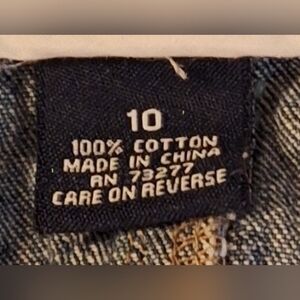 10
100% COTTON
MADE IN CHINA
RN 73277
CARE ON REVERSE